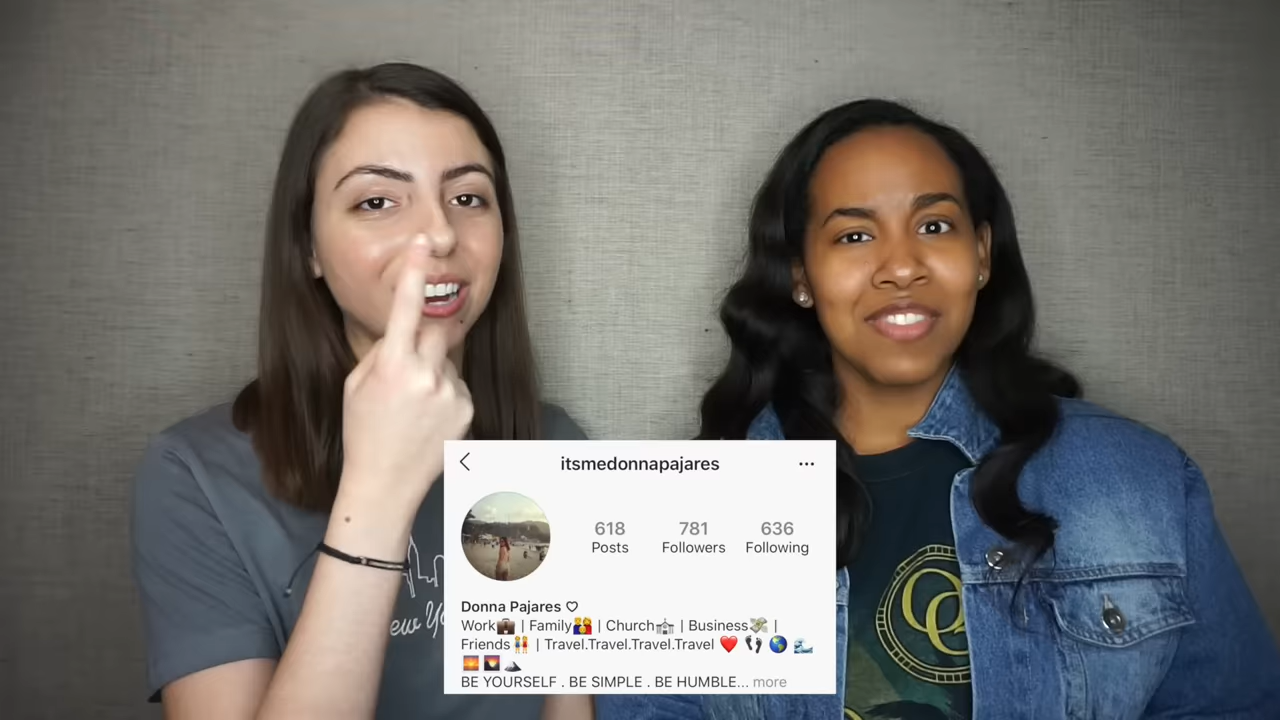 itsmedonnapajares
618 781 636
Posts Followers Following
Donna Pajares ♡
Work💼 | Family👨‍👩‍👦 | Church⛪ | Business💸 |
Friends👭 | Travel.Travel.Travel.Travel ❤️ 👣 🌎 🌊
🌅 🌄 🏔
BE YOURSELF . BE SIMPLE . BE HUMBLE... more